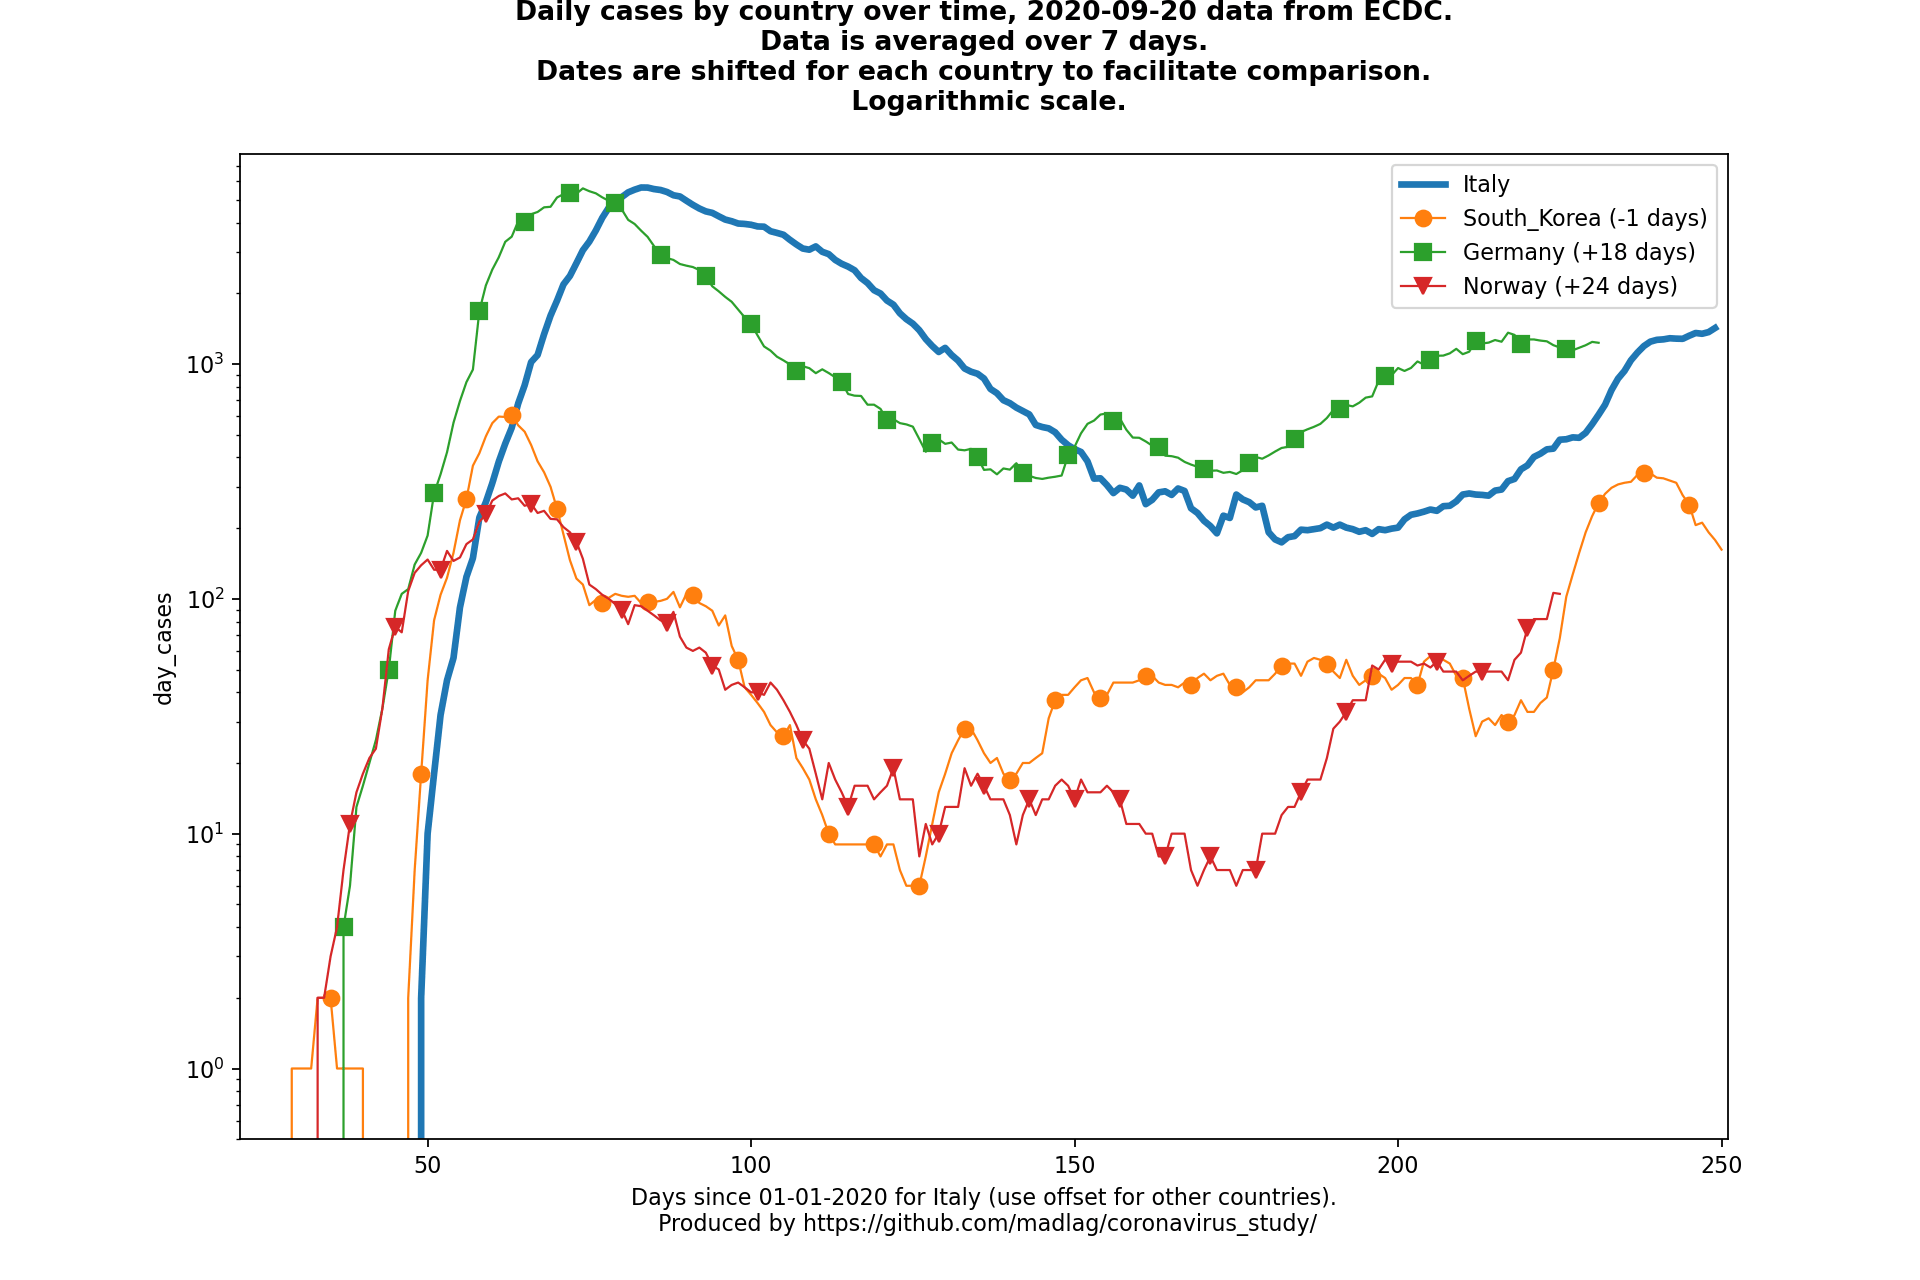 Daily cases by country over time, 2020-09-20 data from ECDC.
Data is averaged over 7 days.
Dates are shifted for each country to facilitate comparison.
Logarithmic scale.
Italy
South_Korea (-1 days)
Germany (+18 days)
Norway (+24 days)
day_cases
10³
10²
10¹
10⁰
50 100 150 200 250
Days since 01-01-2020 for Italy (use offset for other countries).
Produced by https://github.com/madlag/coronavirus_study/